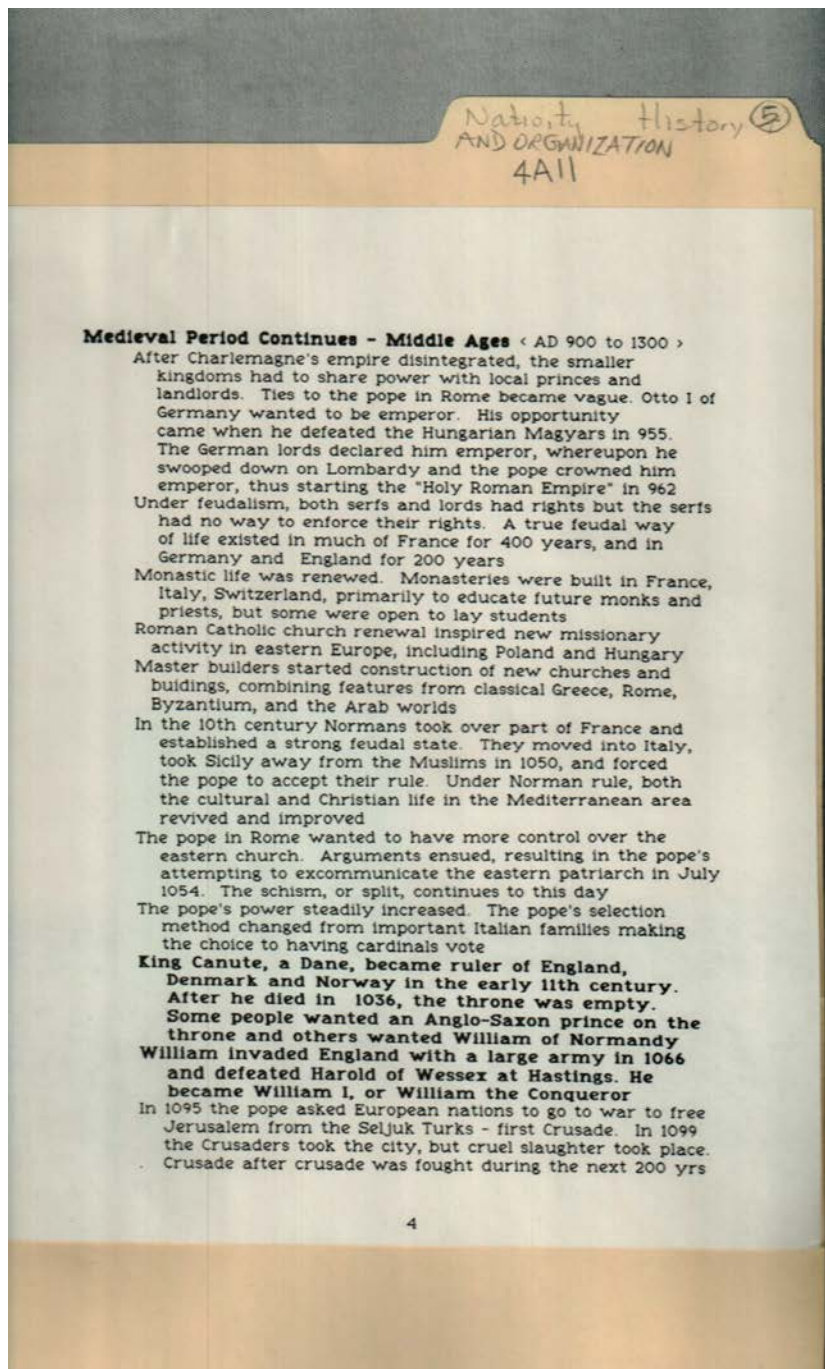 Nativity History 5
AND ORGANIZATION
4A11
Medieval Period Continues - Middle Ages < AD 900 to 1300 >
After Charlemagne's empire disintegrated, the smaller
kingdoms had to share power with local princes and
landlords. Ties to the pope in Rome became vague. Otto I of
Germany wanted to be emperor. His opportunity
came when he defeated the Hungarian Magyars in 955.
The German lords declared him emperor, whereupon he
swooped down on Lombardy and the pope crowned him
emperor, thus starting the "Holy Roman Empire" in 962
Under feudalism, both serfs and lords had rights but the serfs
had no way to enforce their rights. A true feudal way
of life existed in much of France for 400 years, and in
Germany and England for 200 years
Monastic life was renewed. Monasteries were built in France,
Italy, Switzerland, primarily to educate future monks and
priests, but some were open to lay students
Roman Catholic church renewal inspired new missionary
activity in eastern Europe, including Poland and Hungary
Master builders started construction of new churches and
buidings, combining features from classical Greece, Rome,
Byzantium, and the Arab worlds
In the 10th century Normans took over part of France and
established a strong feudal state. They moved into Italy,
took Sicily away from the Muslims in 1050, and forced
the pope to accept their rule. Under Norman rule, both
the cultural and Christian life in the Mediterranean area
revived and improved
The pope in Rome wanted to have more control over the
eastern church. Arguments ensued, resulting in the pope's
attempting to excommunicate the eastern patriarch in July
1054. The schism, or split, continues to this day
The pope's power steadily increased. The pope's selection
method changed from important Italian families making
the choice to having cardinals vote
King Canute, a Dane, became ruler of England,
Denmark and Norway in the early 11th century.
After he died in 1036, the throne was empty.
Some people wanted an Anglo-Saxon prince on the
throne and others wanted William of Normandy
William invaded England with a large army in 1066
and defeated Harold of Wessex at Hastings. He
became William I, or William the Conqueror
In 1095 the pope asked European nations to go to war to free
Jerusalem from the Seljuk Turks - first Crusade. In 1099
the Crusaders took the city, but cruel slaughter took place.
Crusade after crusade was fought during the next 200 yrs
4